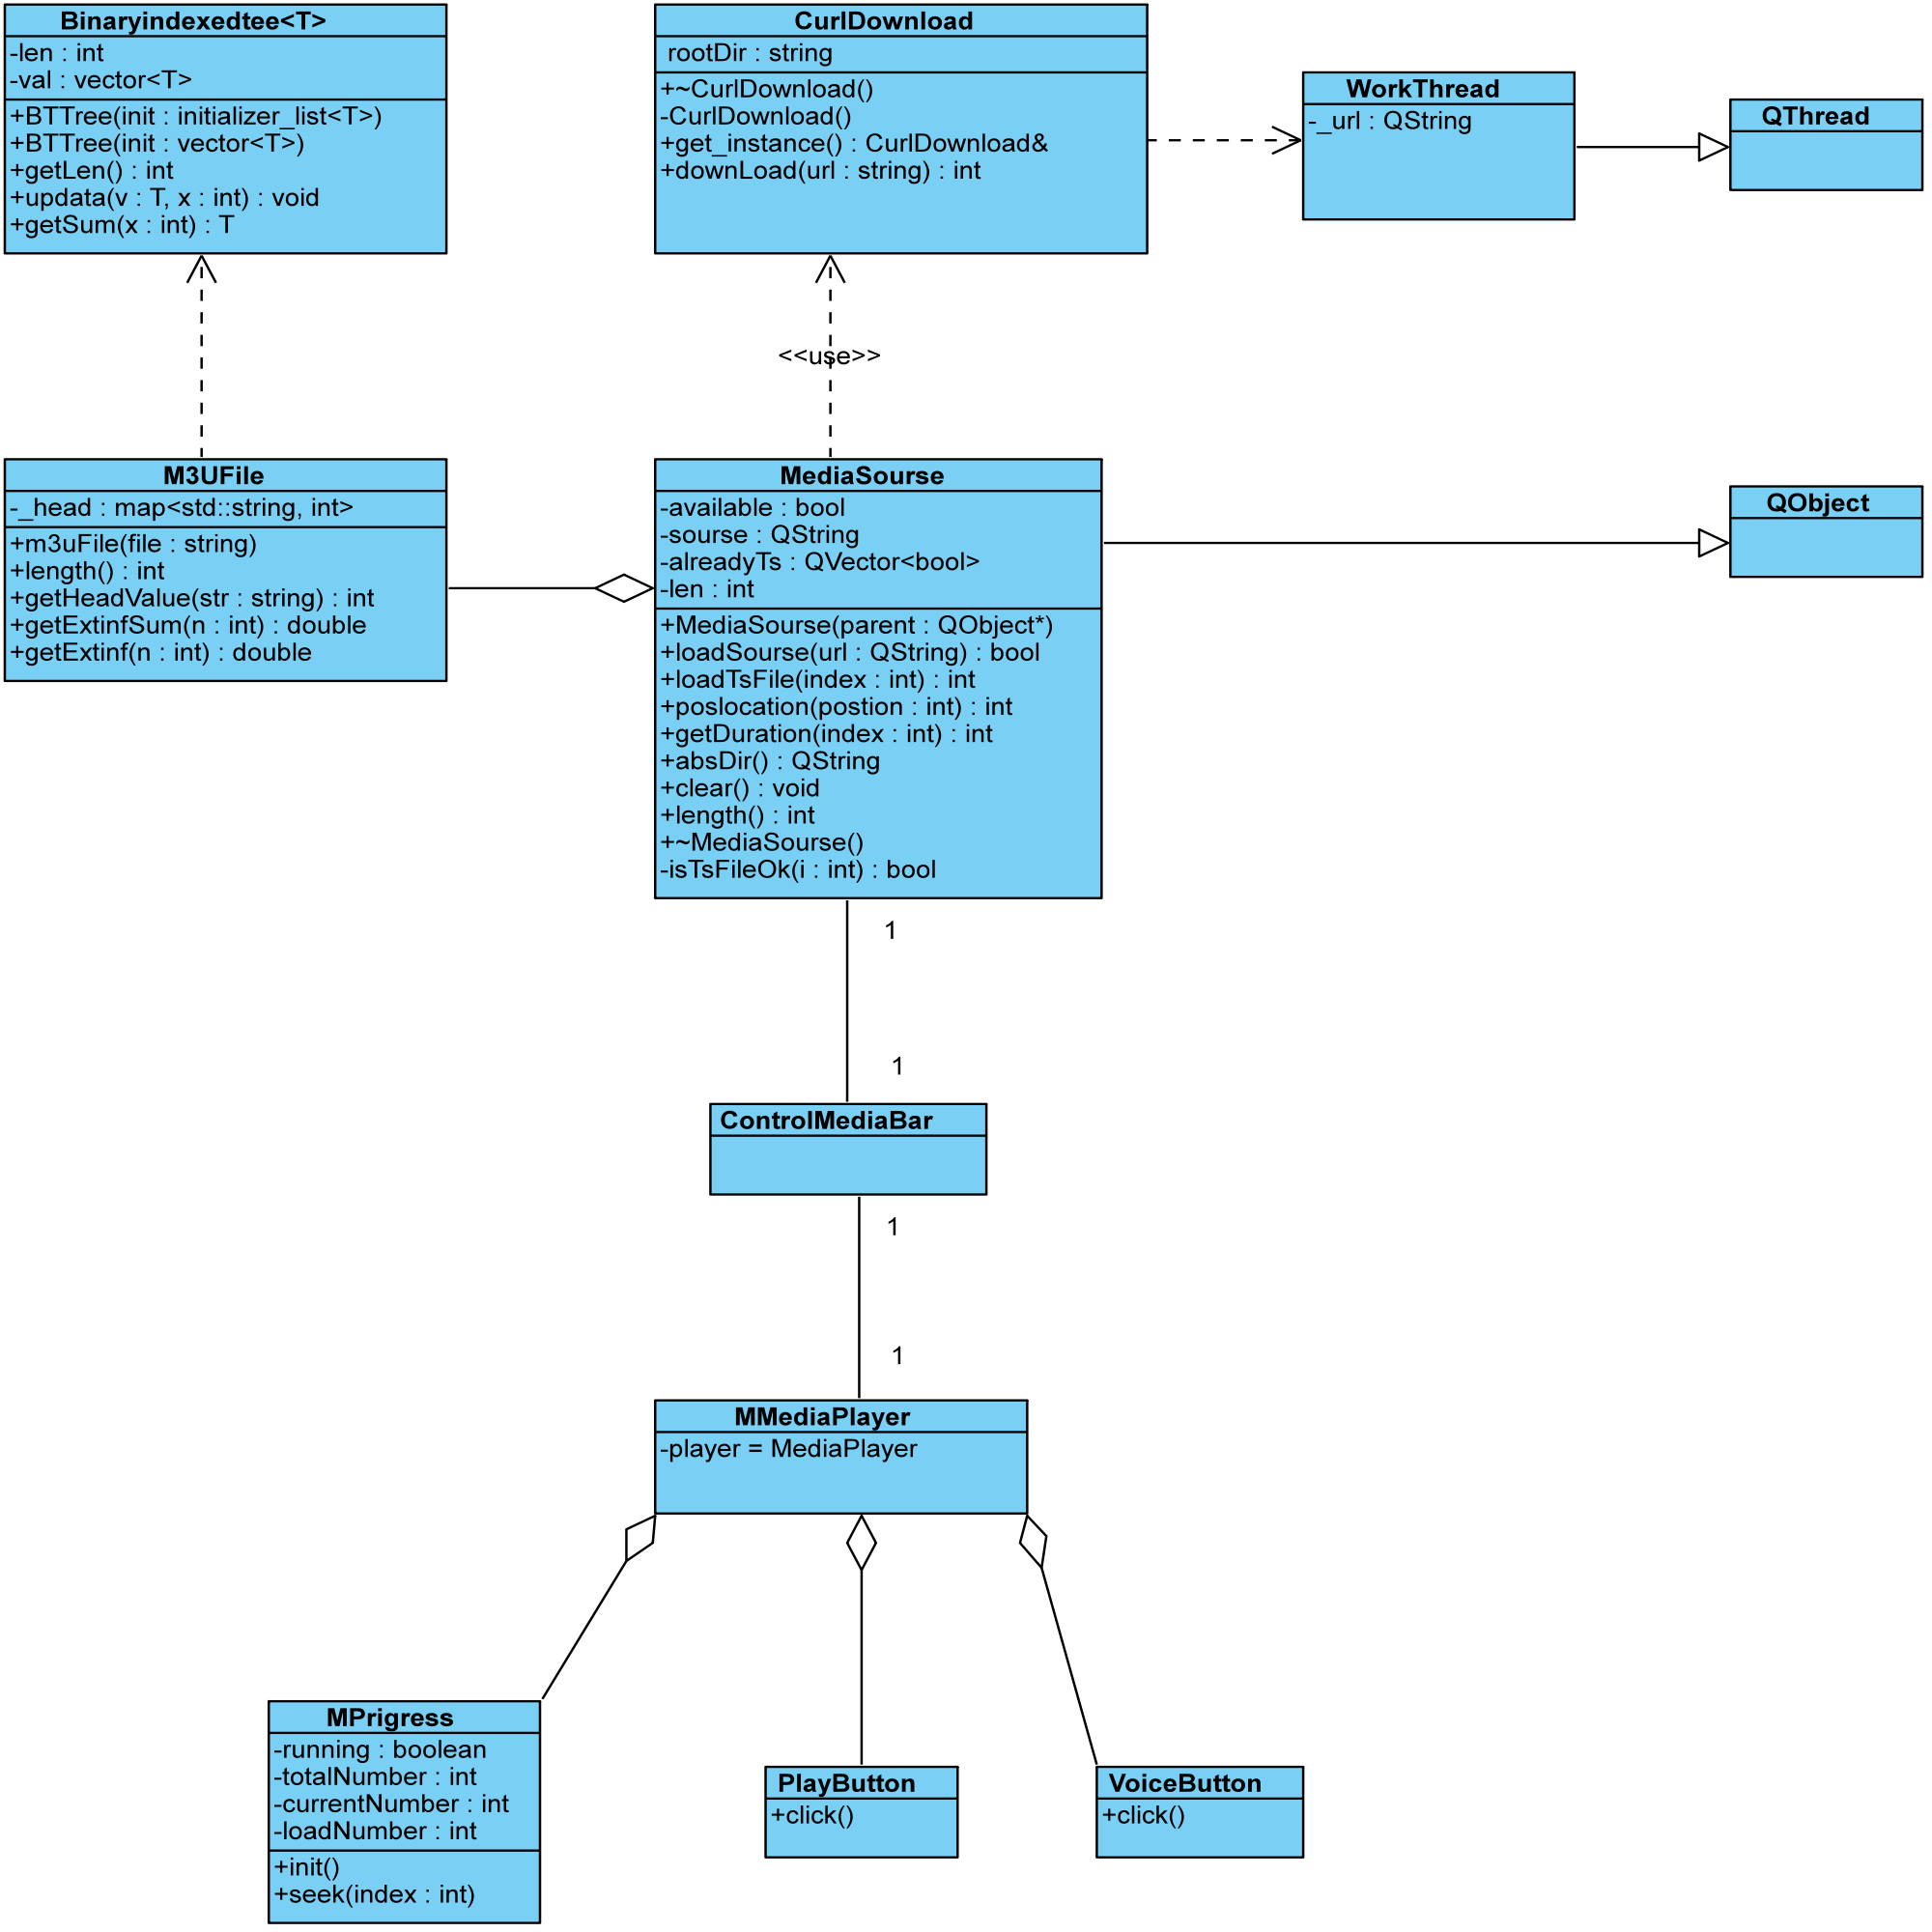 Binaryindexedtee<T>
-len : int
-val : vector<T>
+BTTree(init : initializer_list<T>)
+BTTree(init : vector<T>)
+getLen() : int
+updata(v : T, x : int) : void
+getSum(x : int) : T
CurlDownload
rootDir : string
+~CurlDownload()
-CurlDownload()
+get_instance() : CurlDownload&
+downLoad(url : string) : int
WorkThread
-_url : QString
QThread
<<use>>
M3UFile
-_head : map<std::string, int>
+m3uFile(file : string)
+length() : int
+getHeadValue(str : string) : int
+getExtinfSum(n : int) : double
+getExtinf(n : int) : double
MediaSourse
-available : bool
-sourse : QString
-alreadyTs : QVector<bool>
-len : int
+MediaSourse(parent : QObject*)
+loadSourse(url : QString) : bool
+loadTsFile(index : int) : int
+poslocation(postion : int) : int
+getDuration(index : int) : int
+absDir() : QString
+clear() : void
+length() : int
+~MediaSourse()
-isTsFileOk(i : int) : bool
QObject
1
1
ControlMediaBar
1
1
MMediaPlayer
-player = MediaPlayer
MPrigress
-running : boolean
-totalNumber : int
-currentNumber : int
-loadNumber : int
+init()
+seek(index : int)
PlayButton
+click()
VoiceButton
+click()